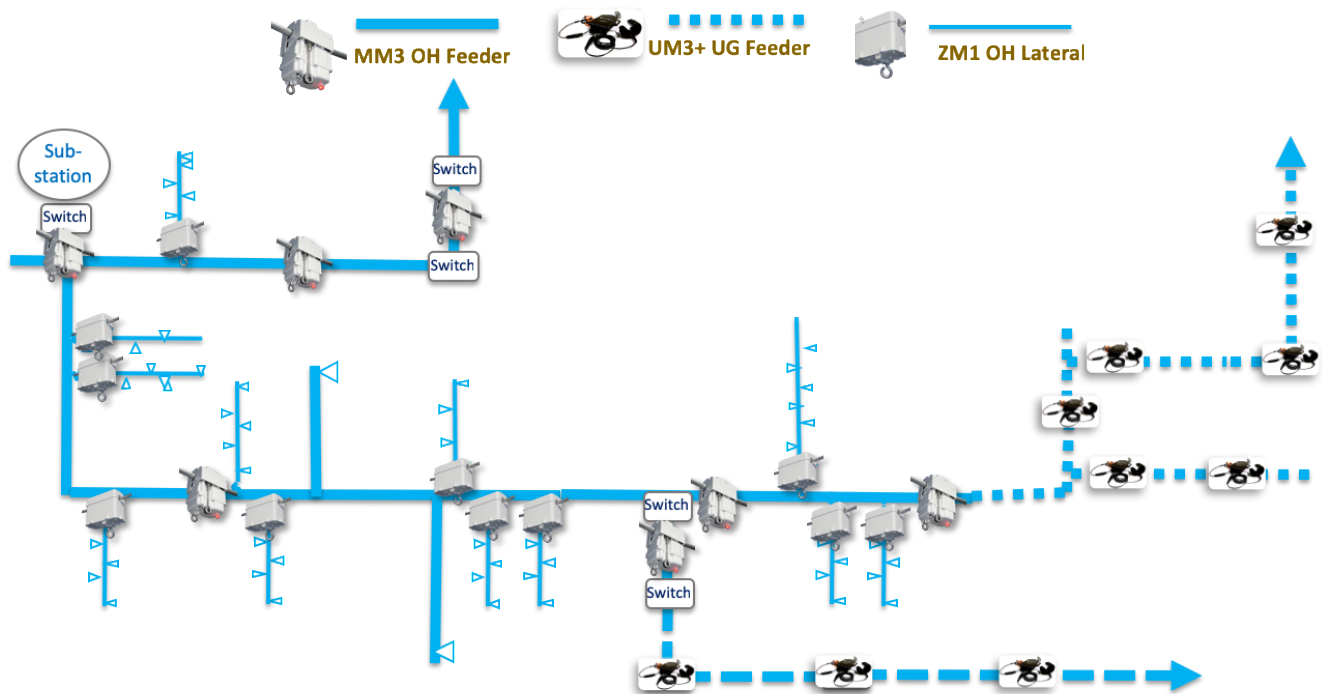 MM3 OH Feeder
UM3+ UG Feeder
ZM1 OH Lateral
Sub-
station
Switch
Switch
Switch
Switch
Switch